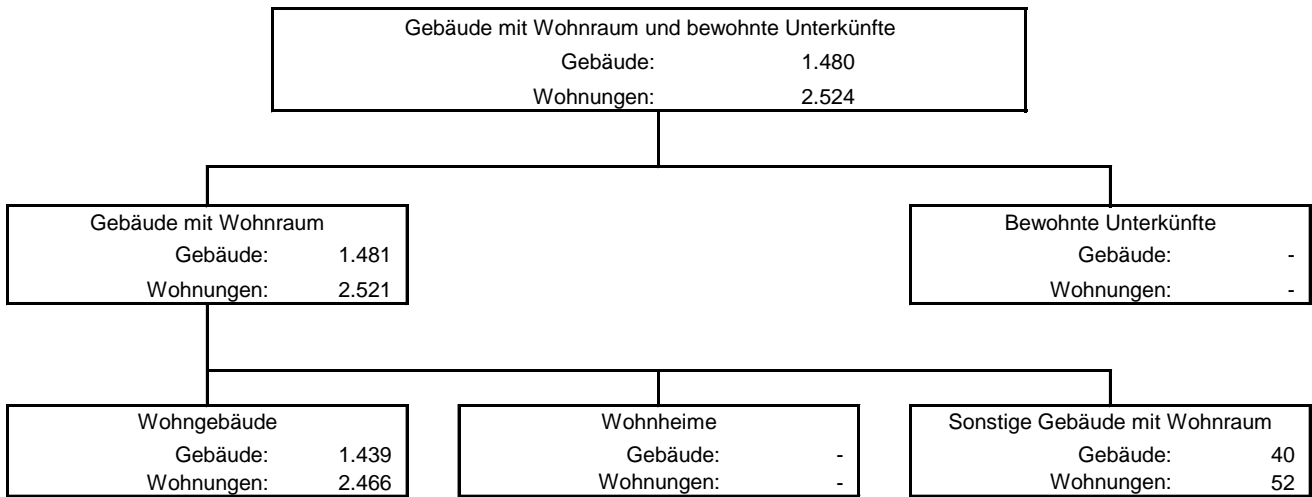 Gebäude mit Wohnraum und bewohnte Unterkünfte
Gebäude: 1.480
Wohnungen: 2.524
Gebäude mit Wohnraum
Gebäude: 1.481
Wohnungen: 2.521
Bewohnte Unterkünfte
Gebäude: -
Wohnungen: -
Wohngebäude
Gebäude: 1.439
Wohnungen: 2.466
Wohnheime
Gebäude: -
Wohnungen: -
Sonstige Gebäude mit Wohnraum
Gebäude: 40
Wohnungen: 52